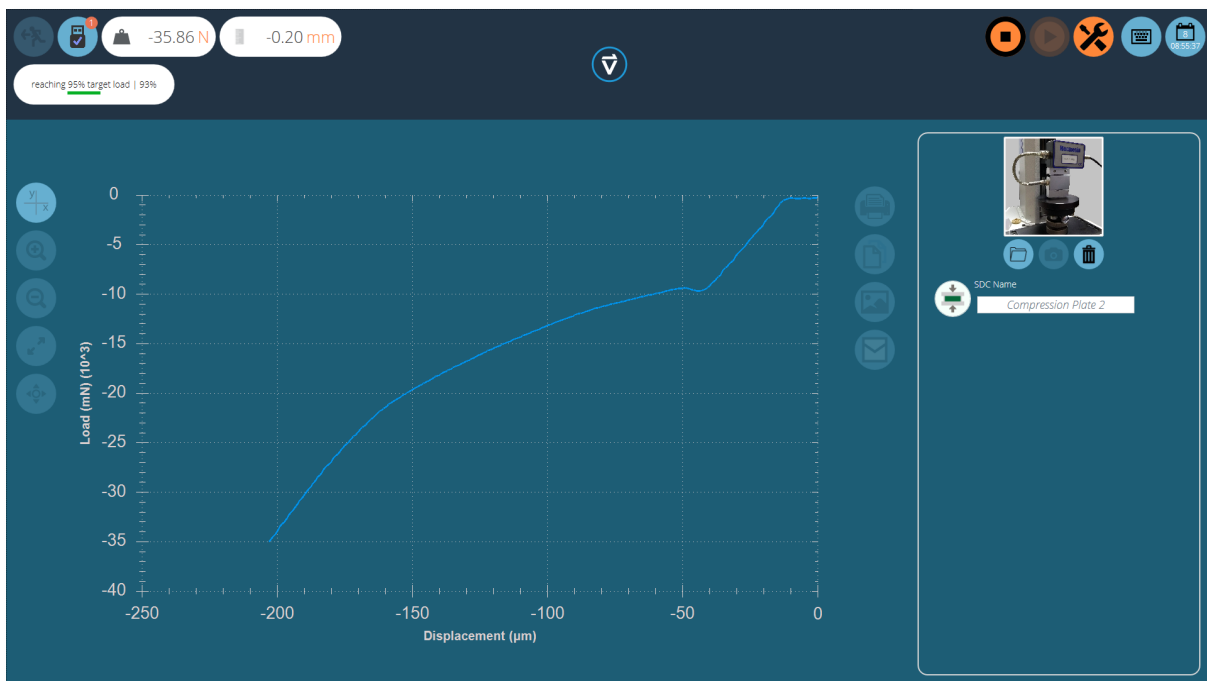 1
-35.86 N
-0.20 mm
8
08:55:37
reaching 95% target load | 93%
y
x
0
-5
-10
-15
-20
-25
-30
-35
-40
Load (mN) (10^3)
-250
-200
-150
-100
-50
0
Displacement (µm)
SDC Name
Compression Plate 2